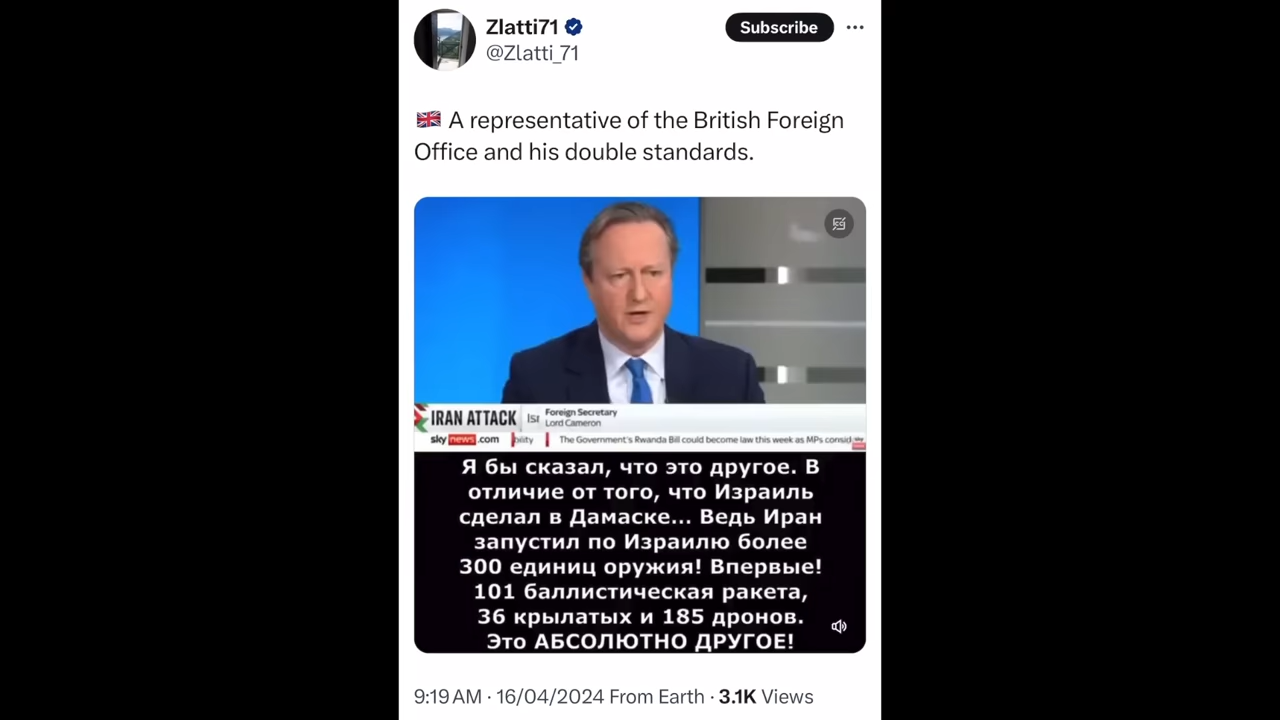 Zlatti71
@Zlatti_71
Subscribe
A representative of the British Foreign
Office and his double standards.
IRAN ATTACK
Isr
Foreign Secretary
Lord Cameron
sky news.com
bility
The Government's Rwanda Bill could become law this week as MPs consid
Я бы сказал, что это другое. В
отличие от того, что Израиль
сделал в Дамаске... Ведь Иран
запустил по Израилю более
300 единиц оружия! Впервые!
101 баллистическая ракета,
36 крылатых и 185 дронов.
Это АБСОЛЮТНО ДРУГОЕ!
9:19 AM · 16/04/2024 From Earth · 3.1K Views